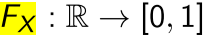 F_X : ℝ → [0, 1]